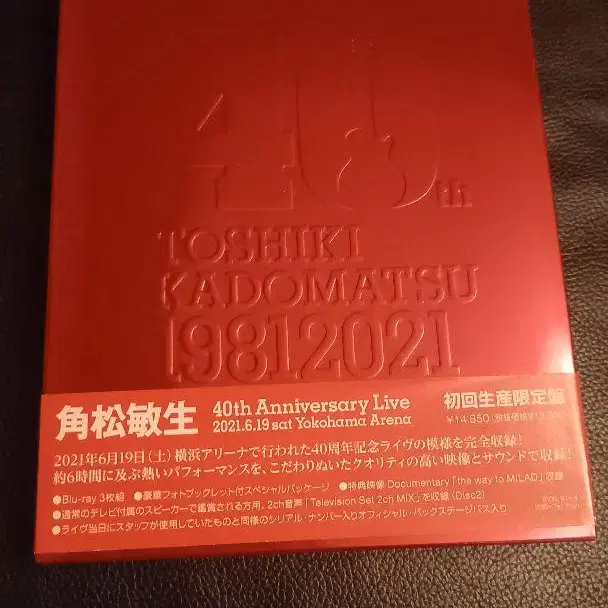 40th
TOSHIKI
KADOMATSU
19812021
角松敏生 40th Anniversary Live 初回生産限定盤
2021.6.19 sat Yokohama Arena ¥14,850
2021年6月19日(土)横浜アリーナで行われた40周年記念ライヴの模様を完全収録!
約6時間に及ぶ熱いパフォーマンスを、こだわりぬいたクオリティの高い映像とサウンドで収録!
●Blu-ray 3枚組 ●豪華フォトブックレット付スペシャルパッケージ ●特典映像 Documentary「the way to MILAD」収録
●通常のテレビ付属のスピーカーで鑑賞される方用、2ch音声「Television Set 2ch MIX」を収録(Disc2)
●ライヴ当日にスタッフが使用していたものと同様のシリアル・ナンバー入りオフィシャル・バックステージパス入り